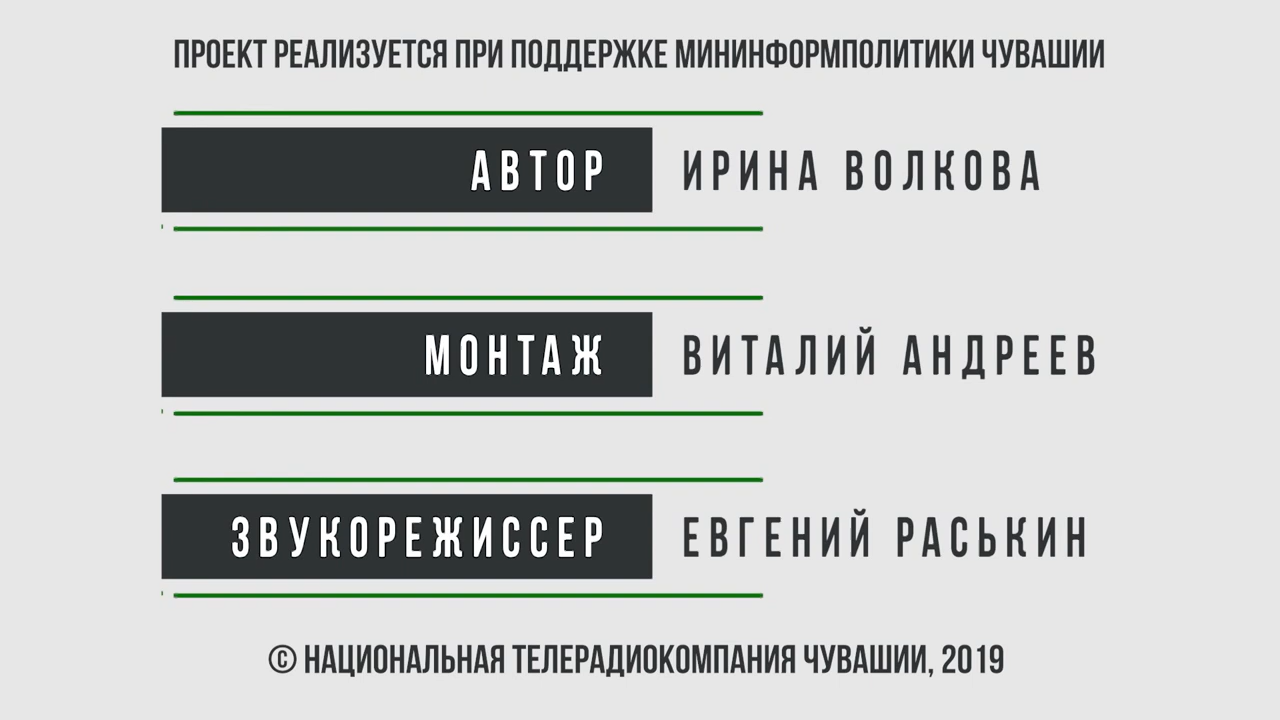 ПРОЕКТ РЕАЛИЗУЕТСЯ ПРИ ПОДДЕРЖКЕ МИНИНФОРМПОЛИТИКИ ЧУВАШИИ
АВТОР ИРИНА ВОЛКОВА
МОНТАЖ ВИТАЛИЙ АНДРЕЕВ
ЗВУКОРЕЖИССЕР ЕВГЕНИЙ РАСЬКИН
© НАЦИОНАЛЬНАЯ ТЕЛЕРАДИОКОМПАНИЯ ЧУВАШИИ, 2019